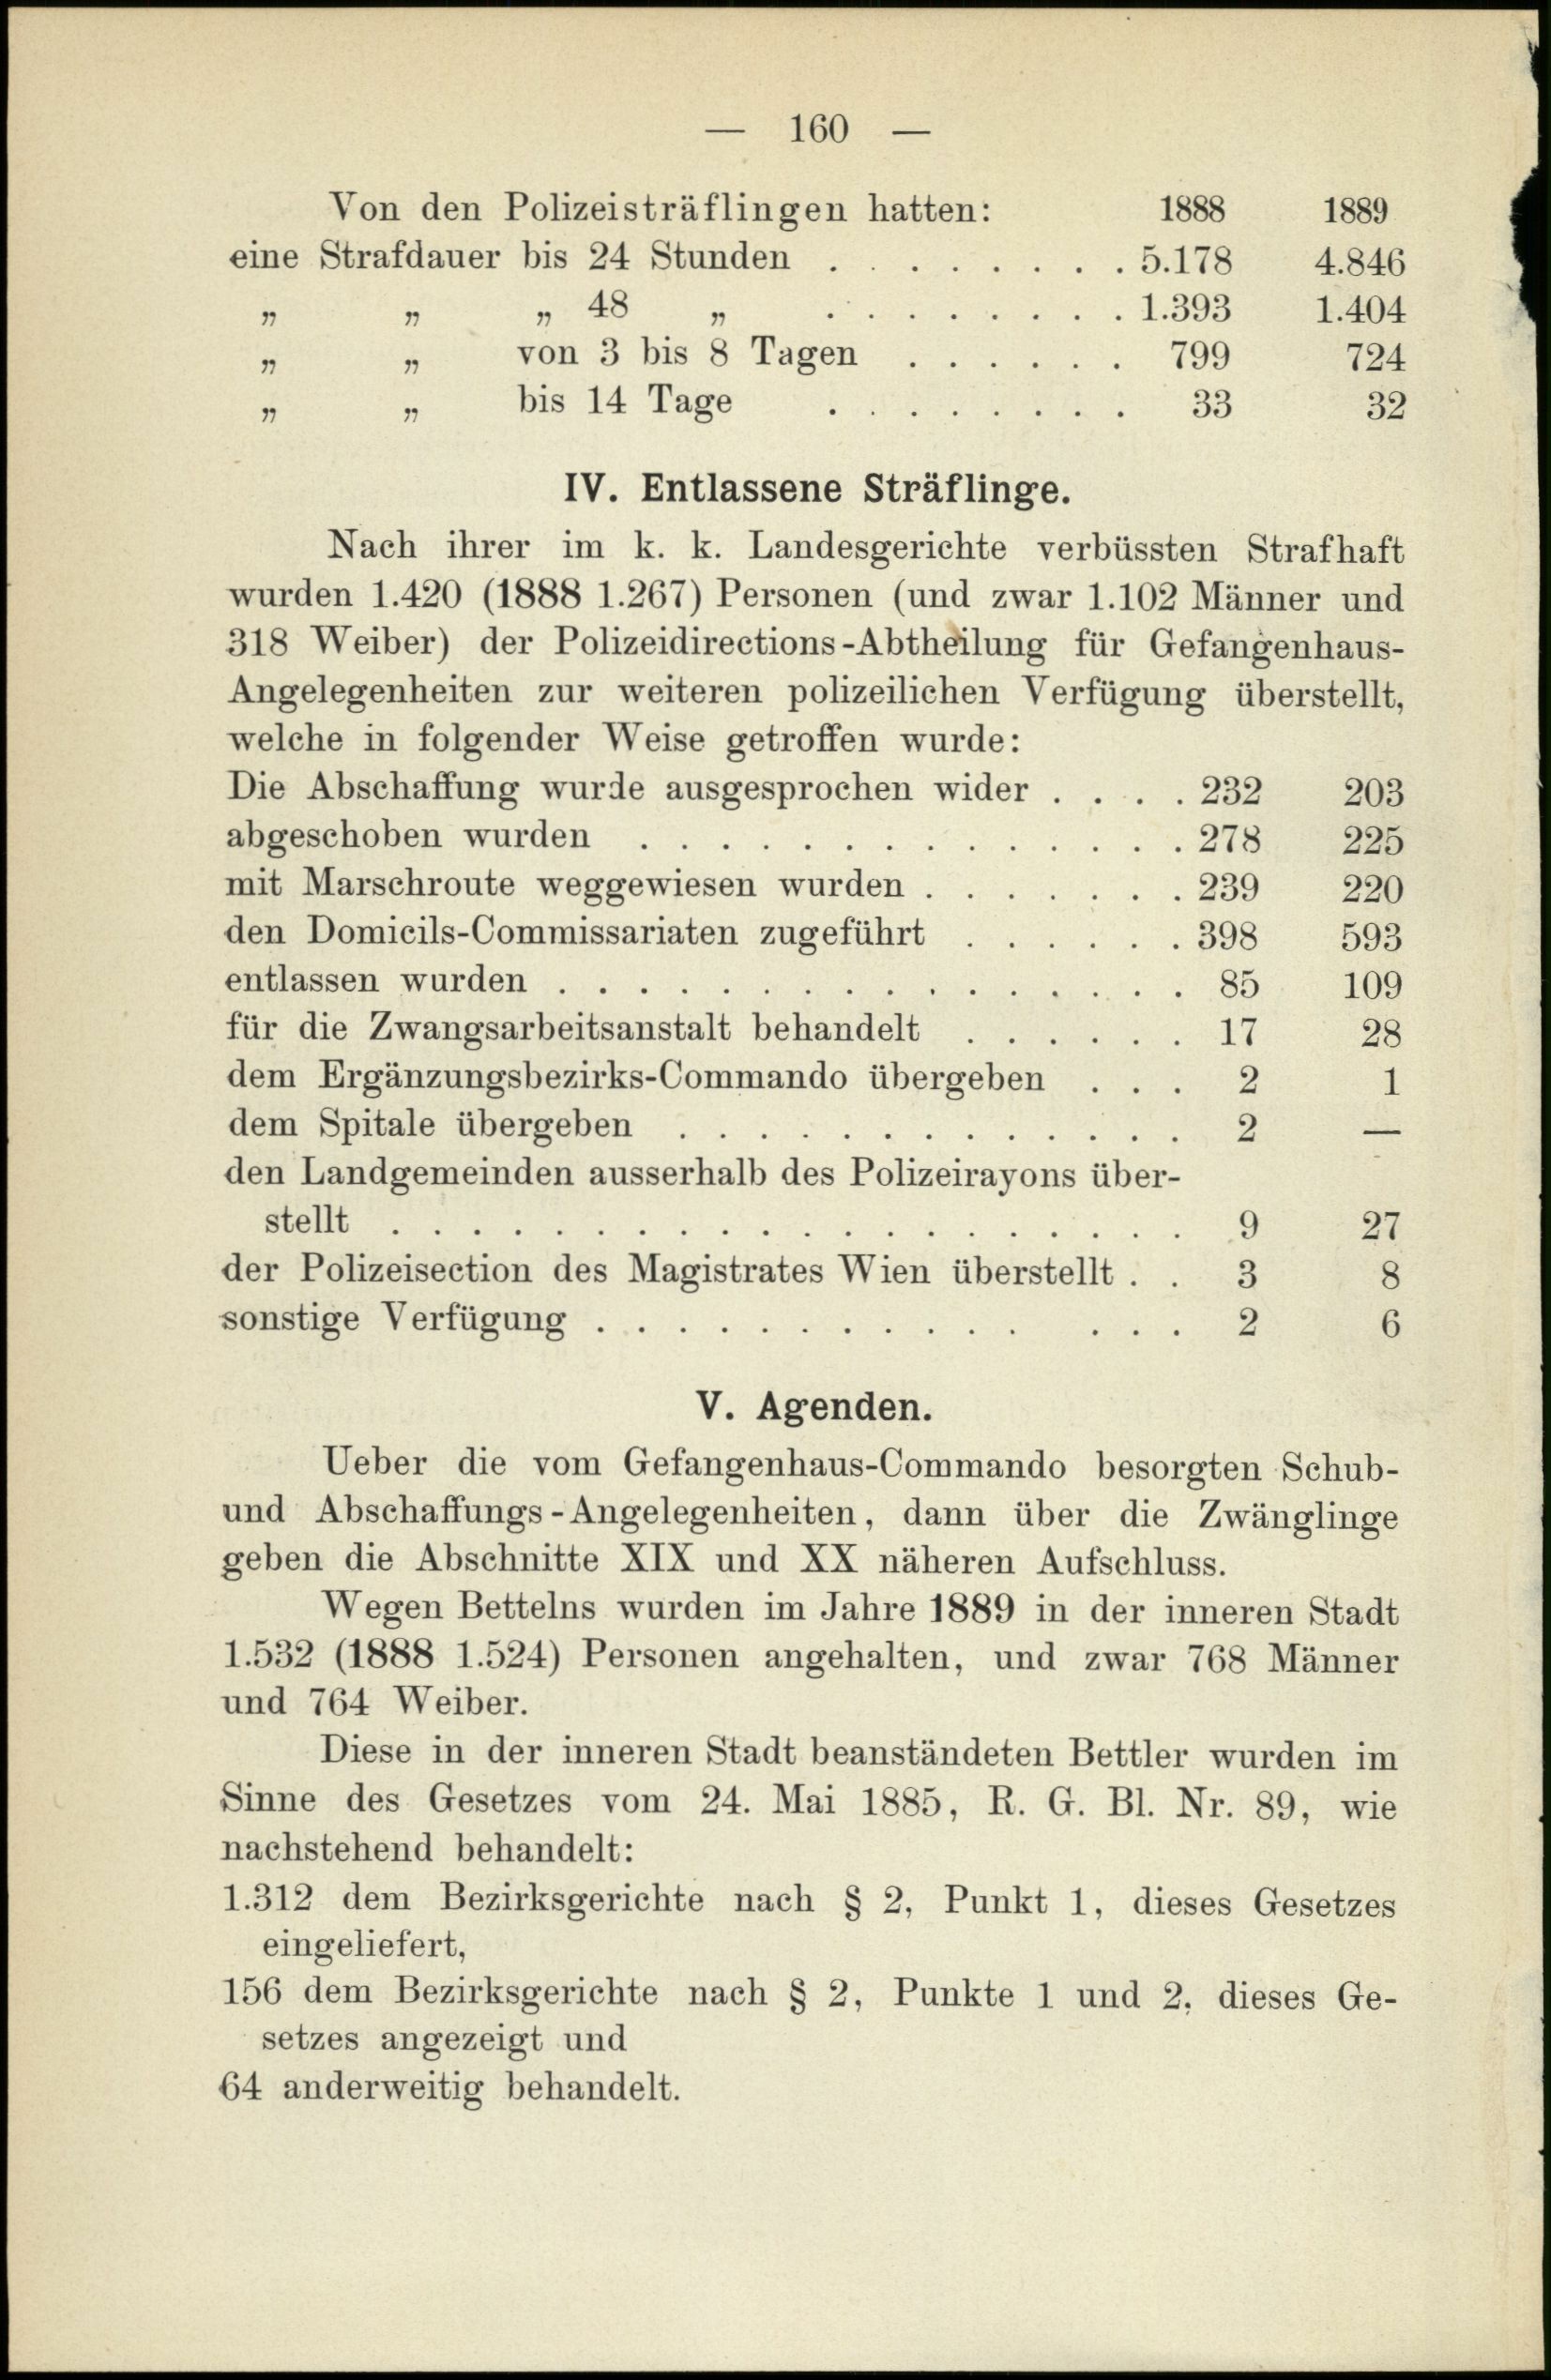 — 160 —
Von den Polizeisträflingen hatten: 1888 1889
eine Strafdauer bis 24 Stunden . . . . . . . . 5.178 4.846
„ „ „ 48 „ . . . . . . . . 1.393 1.404
„ „ von 3 bis 8 Tagen . . . . . . 799 724
„ „ bis 14 Tage . . . . . . . . 33 32
IV. Entlassene Sträflinge.
Nach ihrer im k. k. Landesgerichte verbüssten Strafhaft
wurden 1.420 (1888 1.267) Personen (und zwar 1.102 Männer und
318 Weiber) der Polizeidirections-Abtheilung für Gefangenhaus-
Angelegenheiten zur weiteren polizeilichen Verfügung überstellt,
welche in folgender Weise getroffen wurde:
Die Abschaffung wurde ausgesprochen wider . . . . 232 203
abgeschoben wurden . . . . . . . . . . . . . . 278 225
mit Marschroute weggewiesen wurden . . . . . . . 239 220
den Domicils-Commissariaten zugeführt . . . . . . 398 593
entlassen wurden . . . . . . . . . . . . . . . . 85 109
für die Zwangsarbeitsanstalt behandelt . . . . . . 17 28
dem Ergänzungsbezirks-Commando übergeben . . . 2 1
dem Spitale übergeben . . . . . . . . . . . . . 2 —
den Landgemeinden ausserhalb des Polizeirayons über-
stellt . . . . . . . . . . . . . . . . . . . . 9 27
der Polizeisection des Magistrates Wien überstellt . . 3 8
sonstige Verfügung . . . . . . . . . . . . . . 2 6
V. Agenden.
Ueber die vom Gefangenhaus-Commando besorgten Schub-
und Abschaffungs-Angelegenheiten, dann über die Zwänglinge
geben die Abschnitte XIX und XX näheren Aufschluss.
Wegen Bettelns wurden im Jahre 1889 in der inneren Stadt
1.532 (1888 1.524) Personen angehalten, und zwar 768 Männer
und 764 Weiber.
Diese in der inneren Stadt beanständeten Bettler wurden im
Sinne des Gesetzes vom 24. Mai 1885, R. G. Bl. Nr. 89, wie
nachstehend behandelt:
1.312 dem Bezirksgerichte nach § 2, Punkt 1, dieses Gesetzes
eingeliefert,
156 dem Bezirksgerichte nach § 2, Punkte 1 und 2, dieses Ge-
setzes angezeigt und
64 anderweitig behandelt.